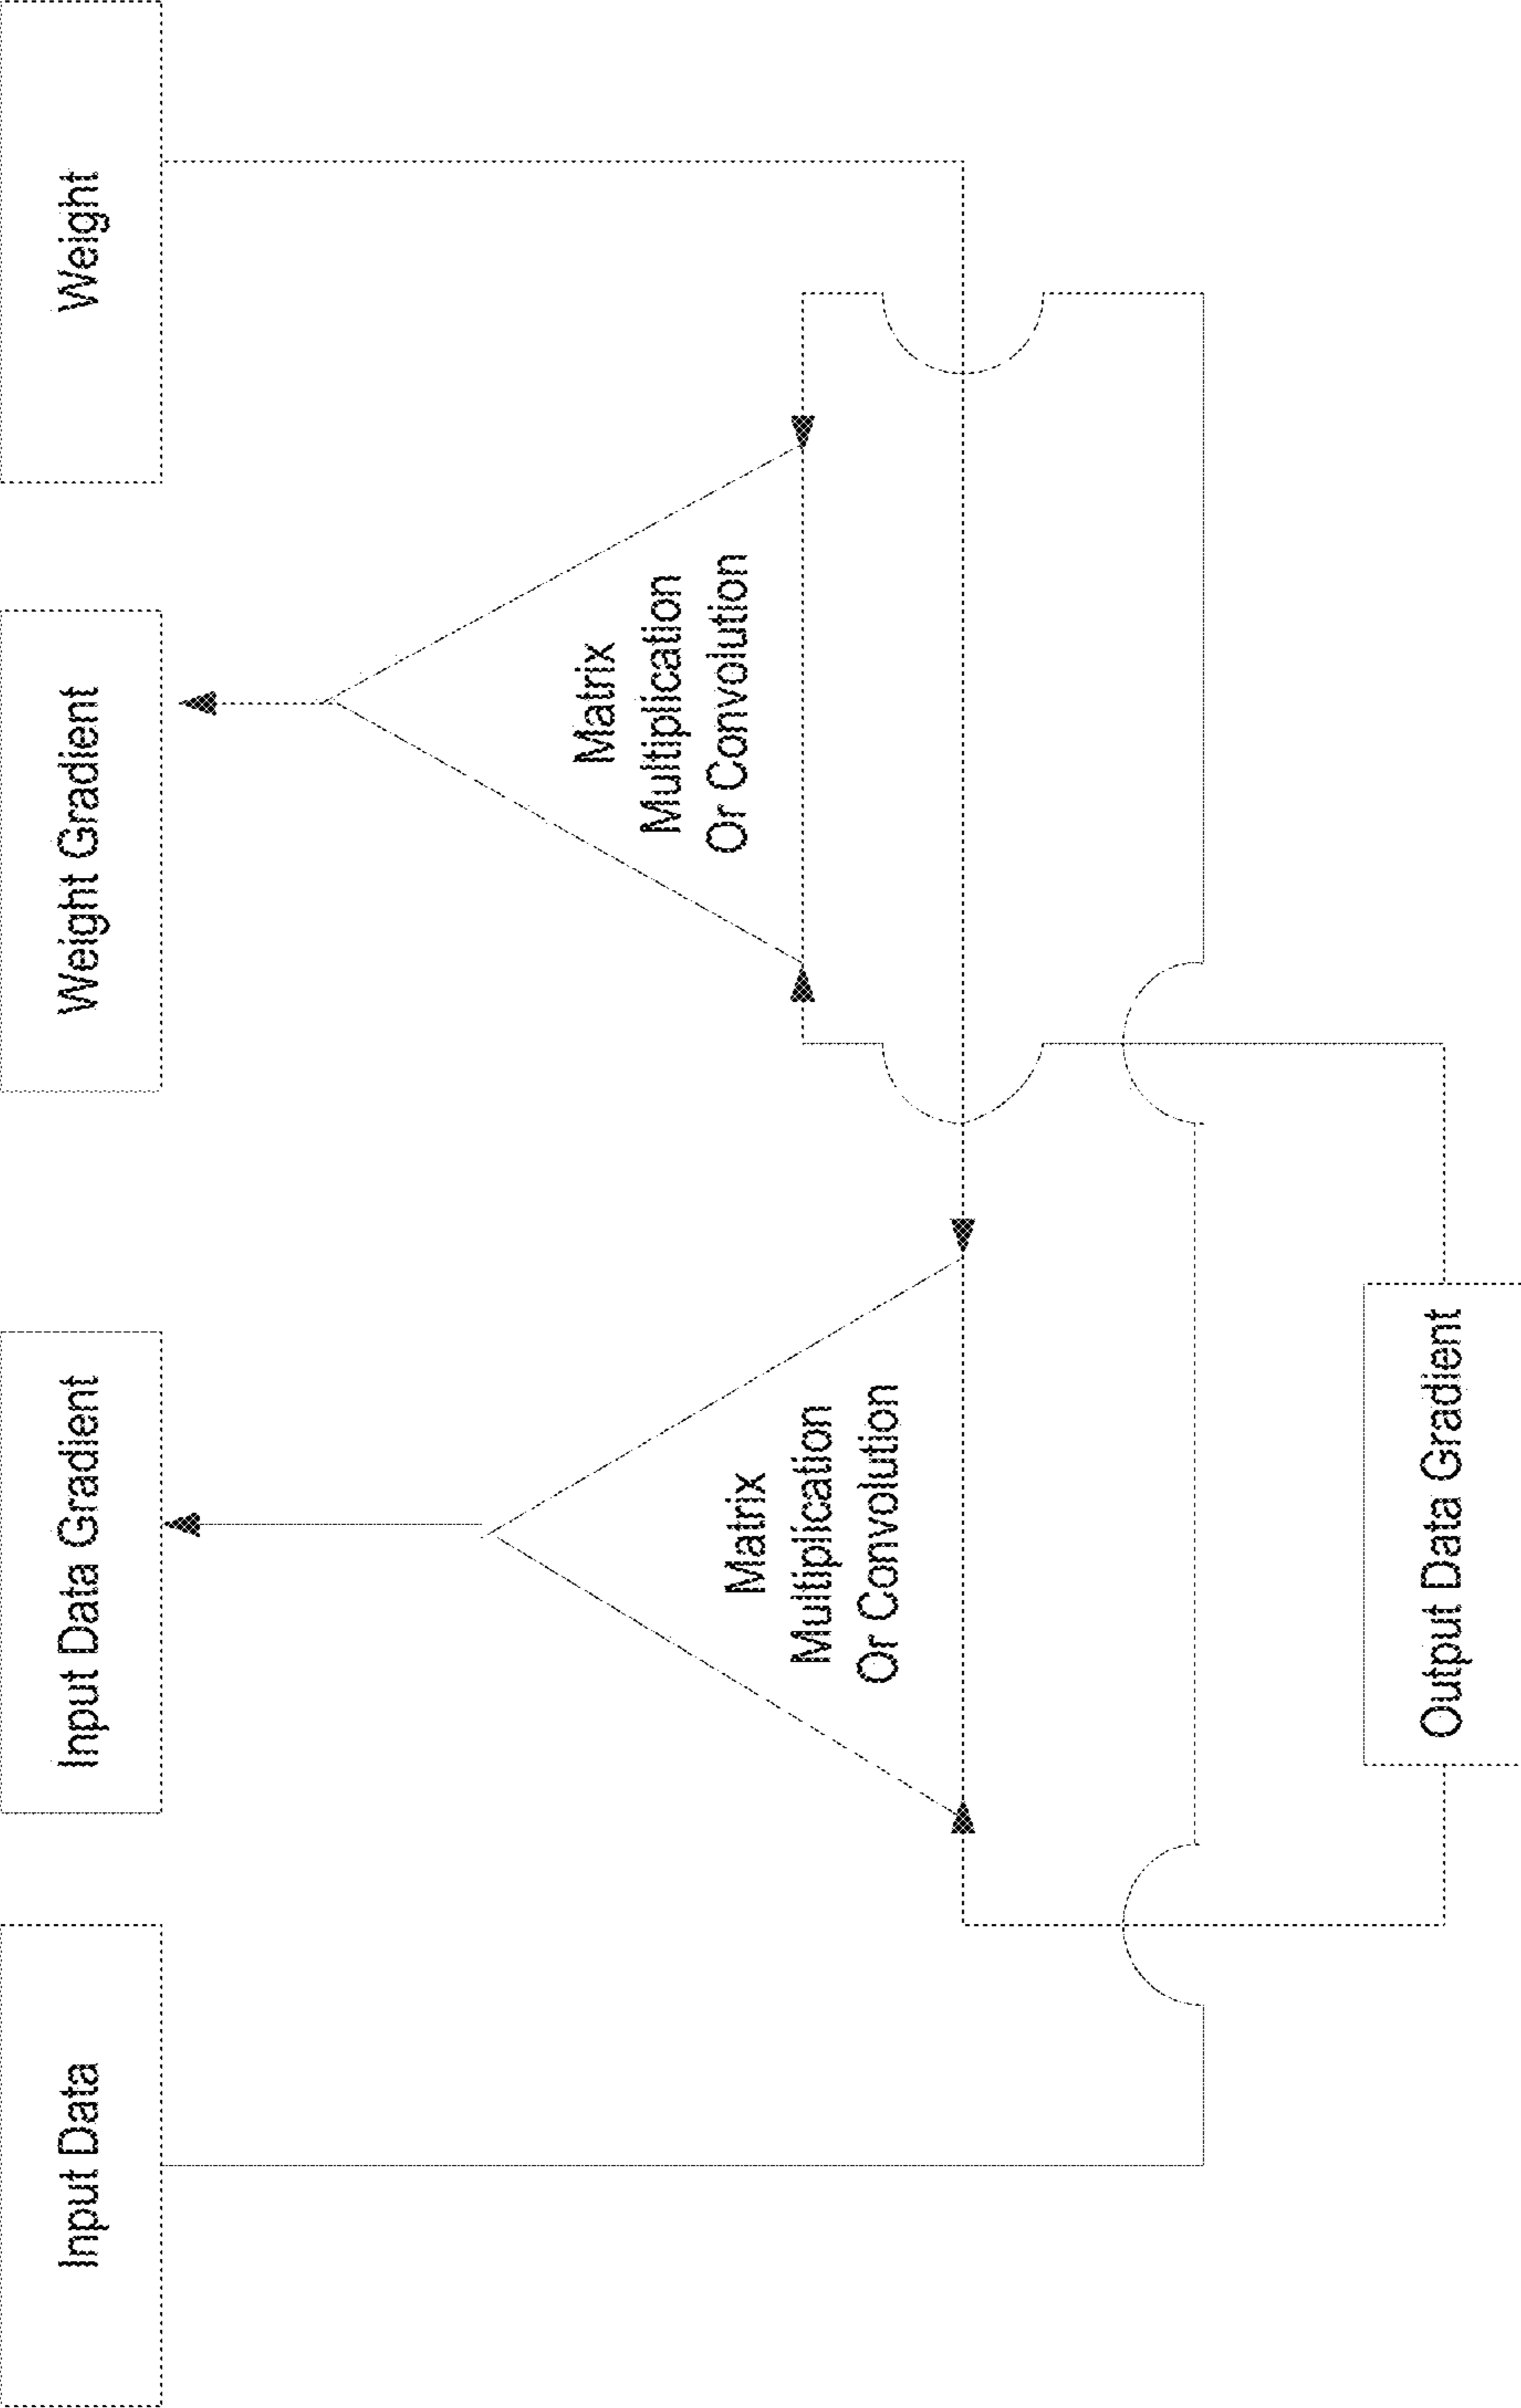 Input Data
Input Data Gradient
Weight Gradient
Weight
Matrix
Multiplication
Or Convolution
Matrix
Multiplication
Or Convolution
Output Data Gradient